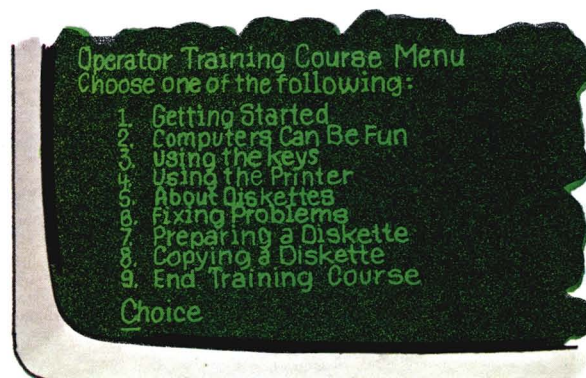 Operator Training Course Menu
Choose one of the following:
1. Getting Started
2. Computers Can Be Fun
3. using the keys
4. Using the Printer
5. About Diskettes
6. Fixing Problems
7. Preparing a Diskette
8. Copying a Diskette
9. End Training Course
Choice